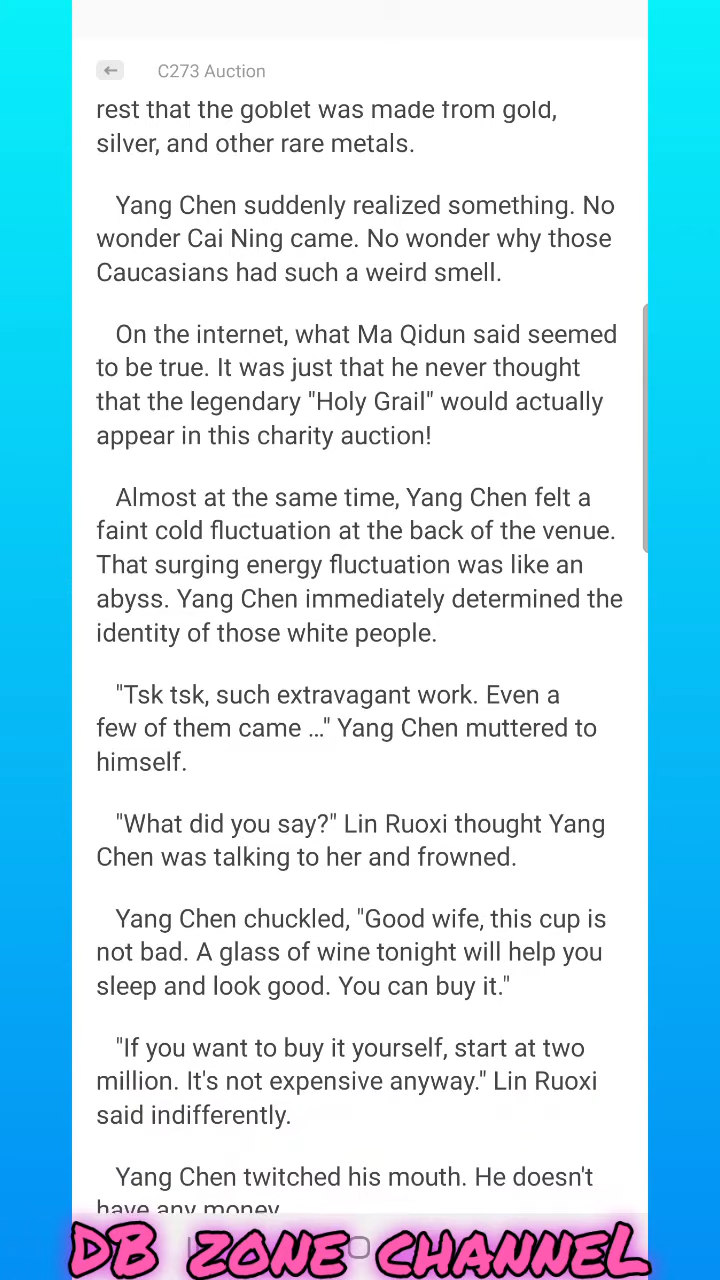 C273 Auction
rest that the goblet was made from gold,
silver, and other rare metals.
Yang Chen suddenly realized something. No
wonder Cai Ning came. No wonder why those
Caucasians had such a weird smell.
On the internet, what Ma Qidun said seemed
to be true. It was just that he never thought
that the legendary "Holy Grail" would actually
appear in this charity auction!
Almost at the same time, Yang Chen felt a
faint cold fluctuation at the back of the venue.
That surging energy fluctuation was like an
abyss. Yang Chen immediately determined the
identity of those white people.
"Tsk tsk, such extravagant work. Even a
few of them came ..." Yang Chen muttered to
himself.
"What did you say?" Lin Ruoxi thought Yang
Chen was talking to her and frowned.
Yang Chen chuckled, "Good wife, this cup is
not bad. A glass of wine tonight will help you
sleep and look good. You can buy it."
"If you want to buy it yourself, start at two
million. It's not expensive anyway." Lin Ruoxi
said indifferently.
Yang Chen twitched his mouth. He doesn't
have any money
DB ZONE CHANNEL